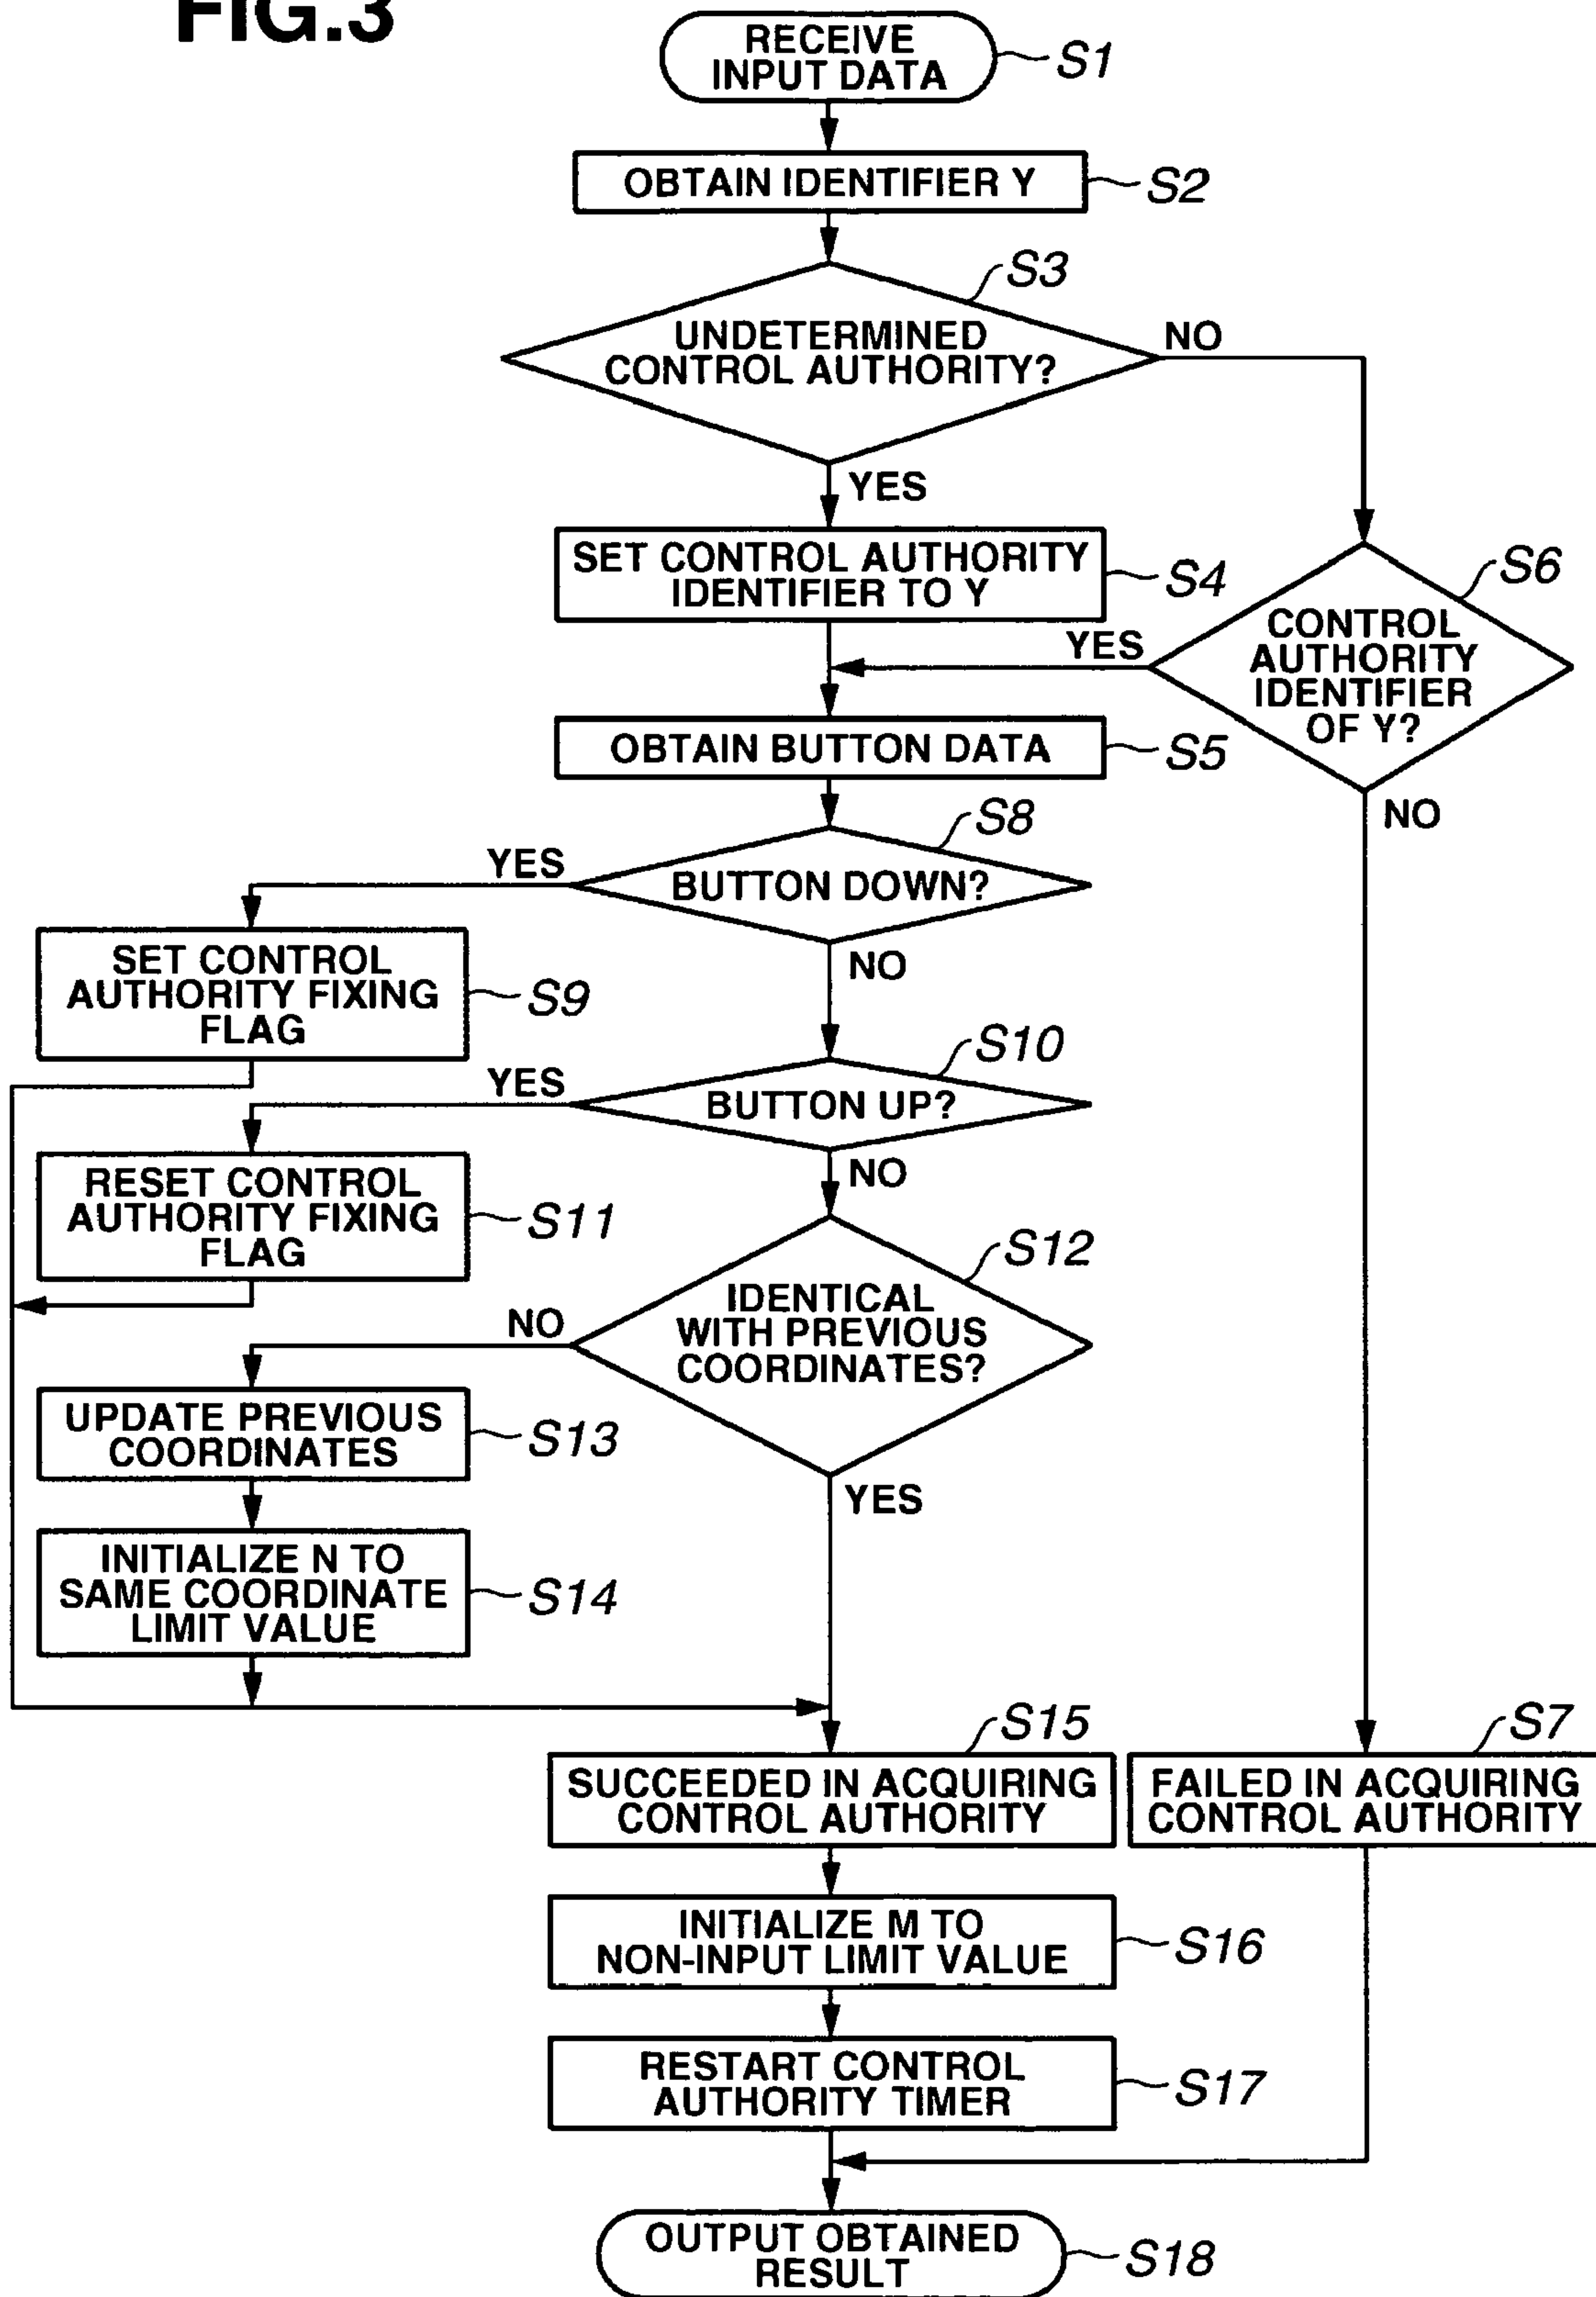 FIG.3
RECEIVE
INPUT DATA
S1
OBTAIN IDENTIFIER Y
S2
S3
UNDETERMINED
CONTROL AUTHORITY?
NO
YES
SET CONTROL AUTHORITY
IDENTIFIER TO Y
S4
S6
CONTROL
AUTHORITY
IDENTIFIER
OF Y?
YES
NO
OBTAIN BUTTON DATA
S5
S8
BUTTON DOWN?
YES
NO
SET CONTROL
AUTHORITY FIXING
FLAG
S9
S10
BUTTON UP?
YES
NO
RESET CONTROL
AUTHORITY FIXING
FLAG
S11
S12
IDENTICAL
WITH PREVIOUS
COORDINATES?
NO
YES
UPDATE PREVIOUS
COORDINATES
S13
INITIALIZE N TO
SAME COORDINATE
LIMIT VALUE
S14
S15
SUCCEEDED IN ACQUIRING
CONTROL AUTHORITY
S7
FAILED IN ACQUIRING
CONTROL AUTHORITY
INITIALIZE M TO
NON-INPUT LIMIT VALUE
S16
RESTART CONTROL
AUTHORITY TIMER
S17
OUTPUT OBTAINED
RESULT
S18